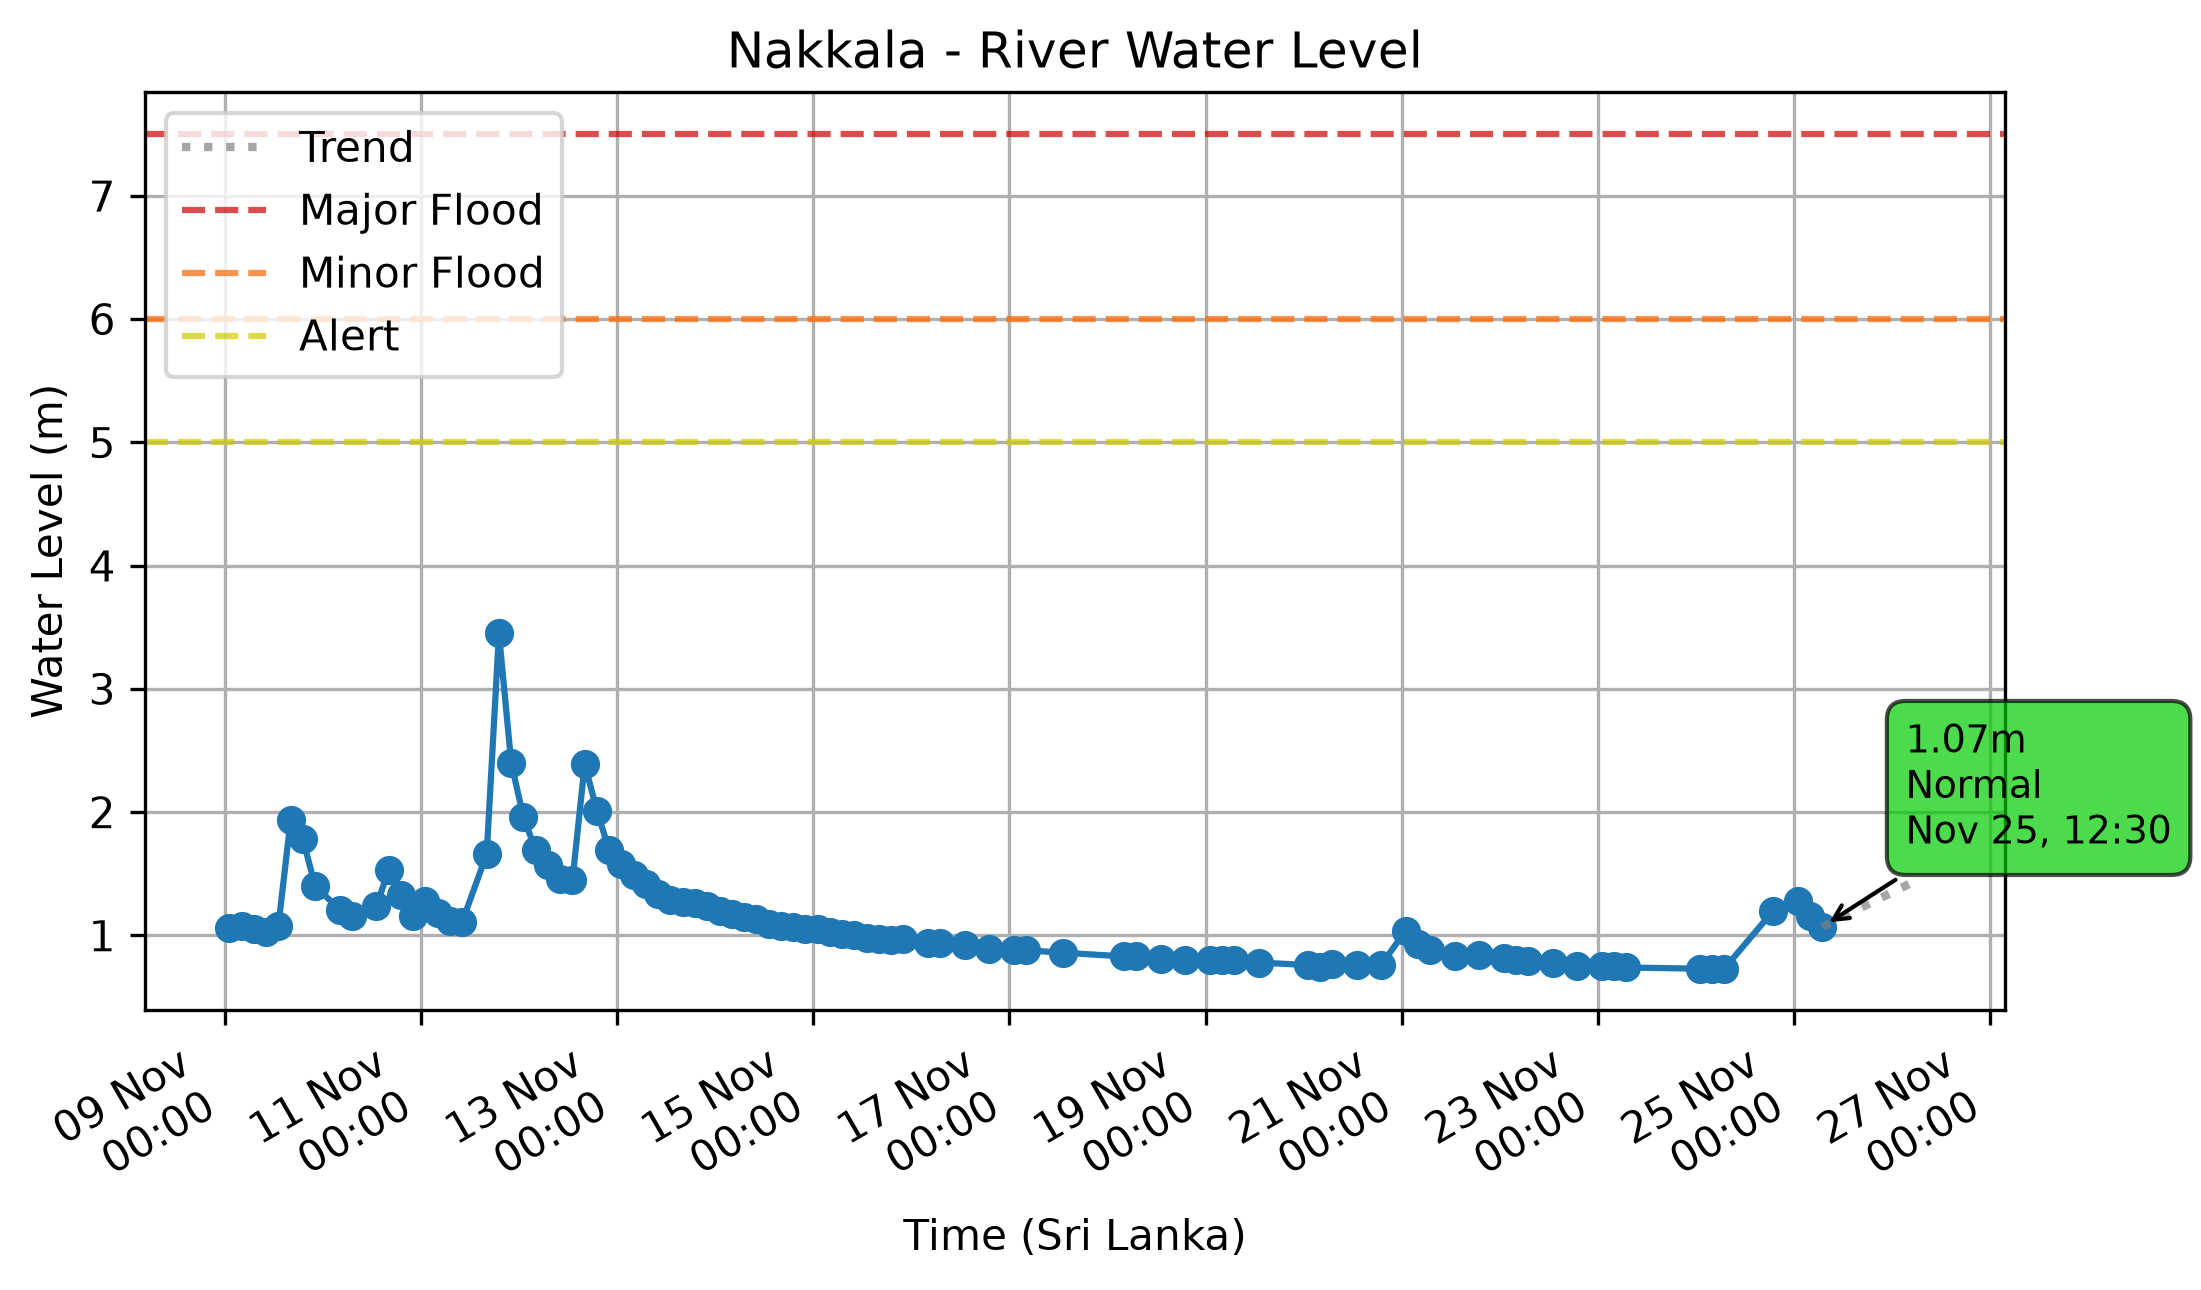 Nakkala - River Water Level
Trend
Major Flood
Minor Flood
Alert
7
6
5
4
3
2
1
Water Level (m)
1.07m
Normal
Nov 25, 12:30
09 Nov
00:00
11 Nov
00:00
13 Nov
00:00
15 Nov
00:00
17 Nov
00:00
19 Nov
00:00
21 Nov
00:00
23 Nov
00:00
25 Nov
00:00
27 Nov
00:00
Time (Sri Lanka)